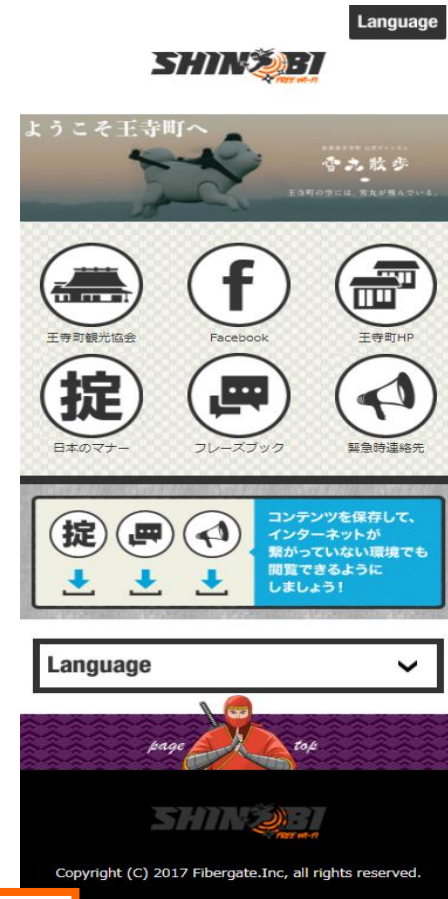 Language
SHINOBI
FREE Wi-Fi
ようこそ王寺町へ
雪丸散歩
王寺町の空には、雪丸が飛んでいる。
王寺町観光協会
Facebook
王寺町HP
掟
日本のマナー
フレーズブック
緊急時連絡先
掟
コンテンツを保存して、
インターネットが
繋がっていない環境でも
閲覧できるように
しましょう!
Language
page top
SHINOBI
FREE Wi-Fi
Copyright (C) 2017 Fibergate.Inc, all rights reserved.